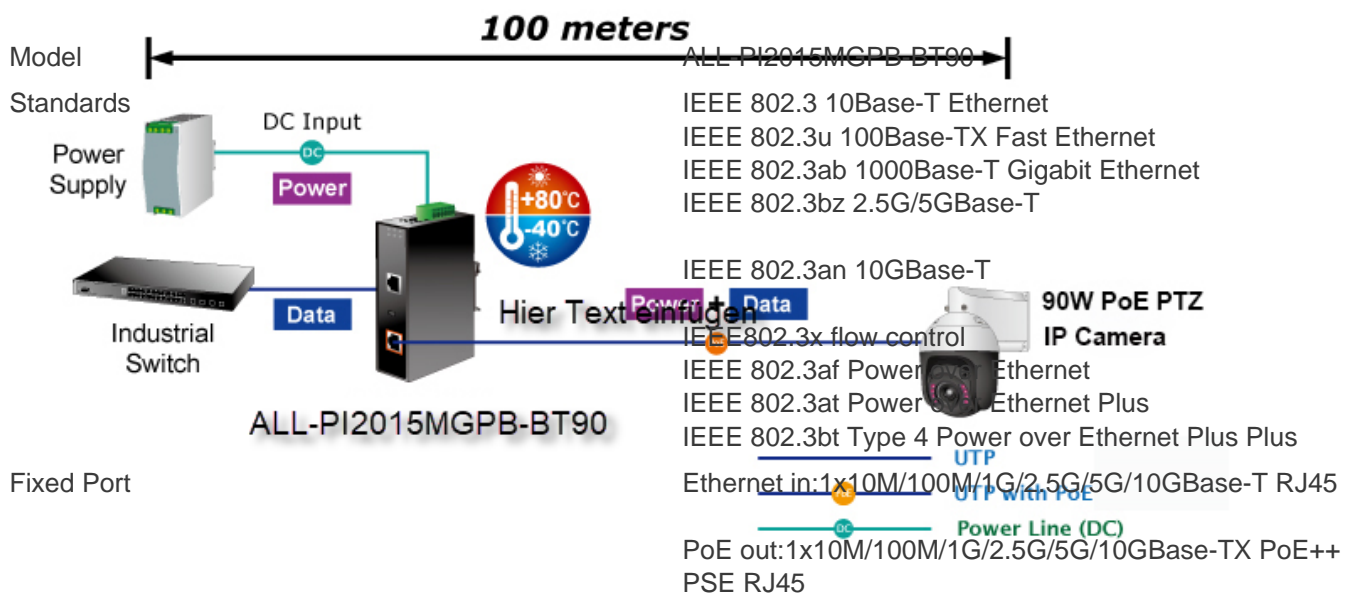 100 meters
Model
ALL-PI2015MGPB-BT90
Standards
IEEE 802.3 10Base-T Ethernet
IEEE 802.3u 100Base-TX Fast Ethernet
IEEE 802.3ab 1000Base-T Gigabit Ethernet
IEEE 802.3bz 2.5G/5GBase-T
DC Input
DC
Power
Supply
Power
+80°C
-40°C
IEEE 802.3an 10GBase-T
Data
Hier Text einfügen
Power + Data
90W PoE PTZ
IP Camera
Industrial
Switch
IEEE802.3x flow control
IEEE 802.3af Power Ethernet
IEEE 802.3at Power Ethernet Plus
ALL-PI2015MGPB-BT90
IEEE 802.3bt Type 4 Power over Ethernet Plus Plus
UTP
Fixed Port
Ethernet in:1x10M/100M/1G/2.5G/5G/10GBase-T RJ45
UTP with PoE
DC
Power Line (DC)
PoE out:1x10M/100M/1G/2.5G/5G/10GBase-TX PoE++
PSE RJ45